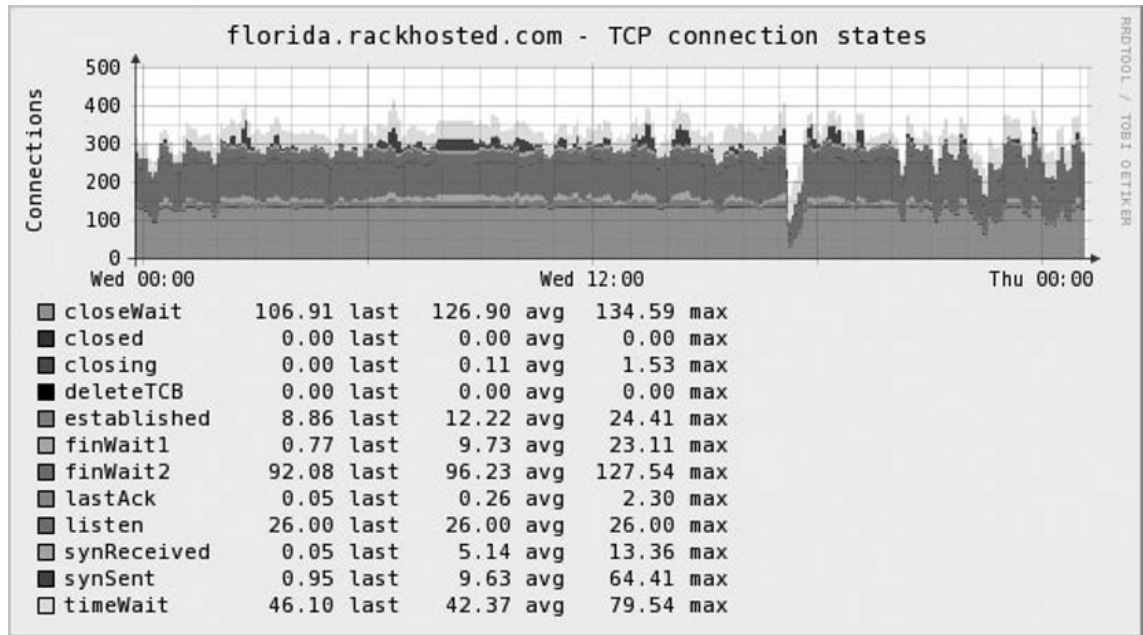 florida.rackhosted.com - TCP connection states
RRDTOOL / TOBI OETIKER
Connections
500
400
300
200
100
0
Wed 00:00 Wed 12:00 Thu 00:00
closeWait 106.91 last 126.90 avg 134.59 max
closed 0.00 last 0.00 avg 0.00 max
closing 0.00 last 0.11 avg 1.53 max
deleteTCB 0.00 last 0.00 avg 0.00 max
established 8.86 last 12.22 avg 24.41 max
finWait1 0.77 last 9.73 avg 23.11 max
finWait2 92.08 last 96.23 avg 127.54 max
lastAck 0.05 last 0.26 avg 2.30 max
listen 26.00 last 26.00 avg 26.00 max
synReceived 0.05 last 5.14 avg 13.36 max
synSent 0.95 last 9.63 avg 64.41 max
timeWait 46.10 last 42.37 avg 79.54 max